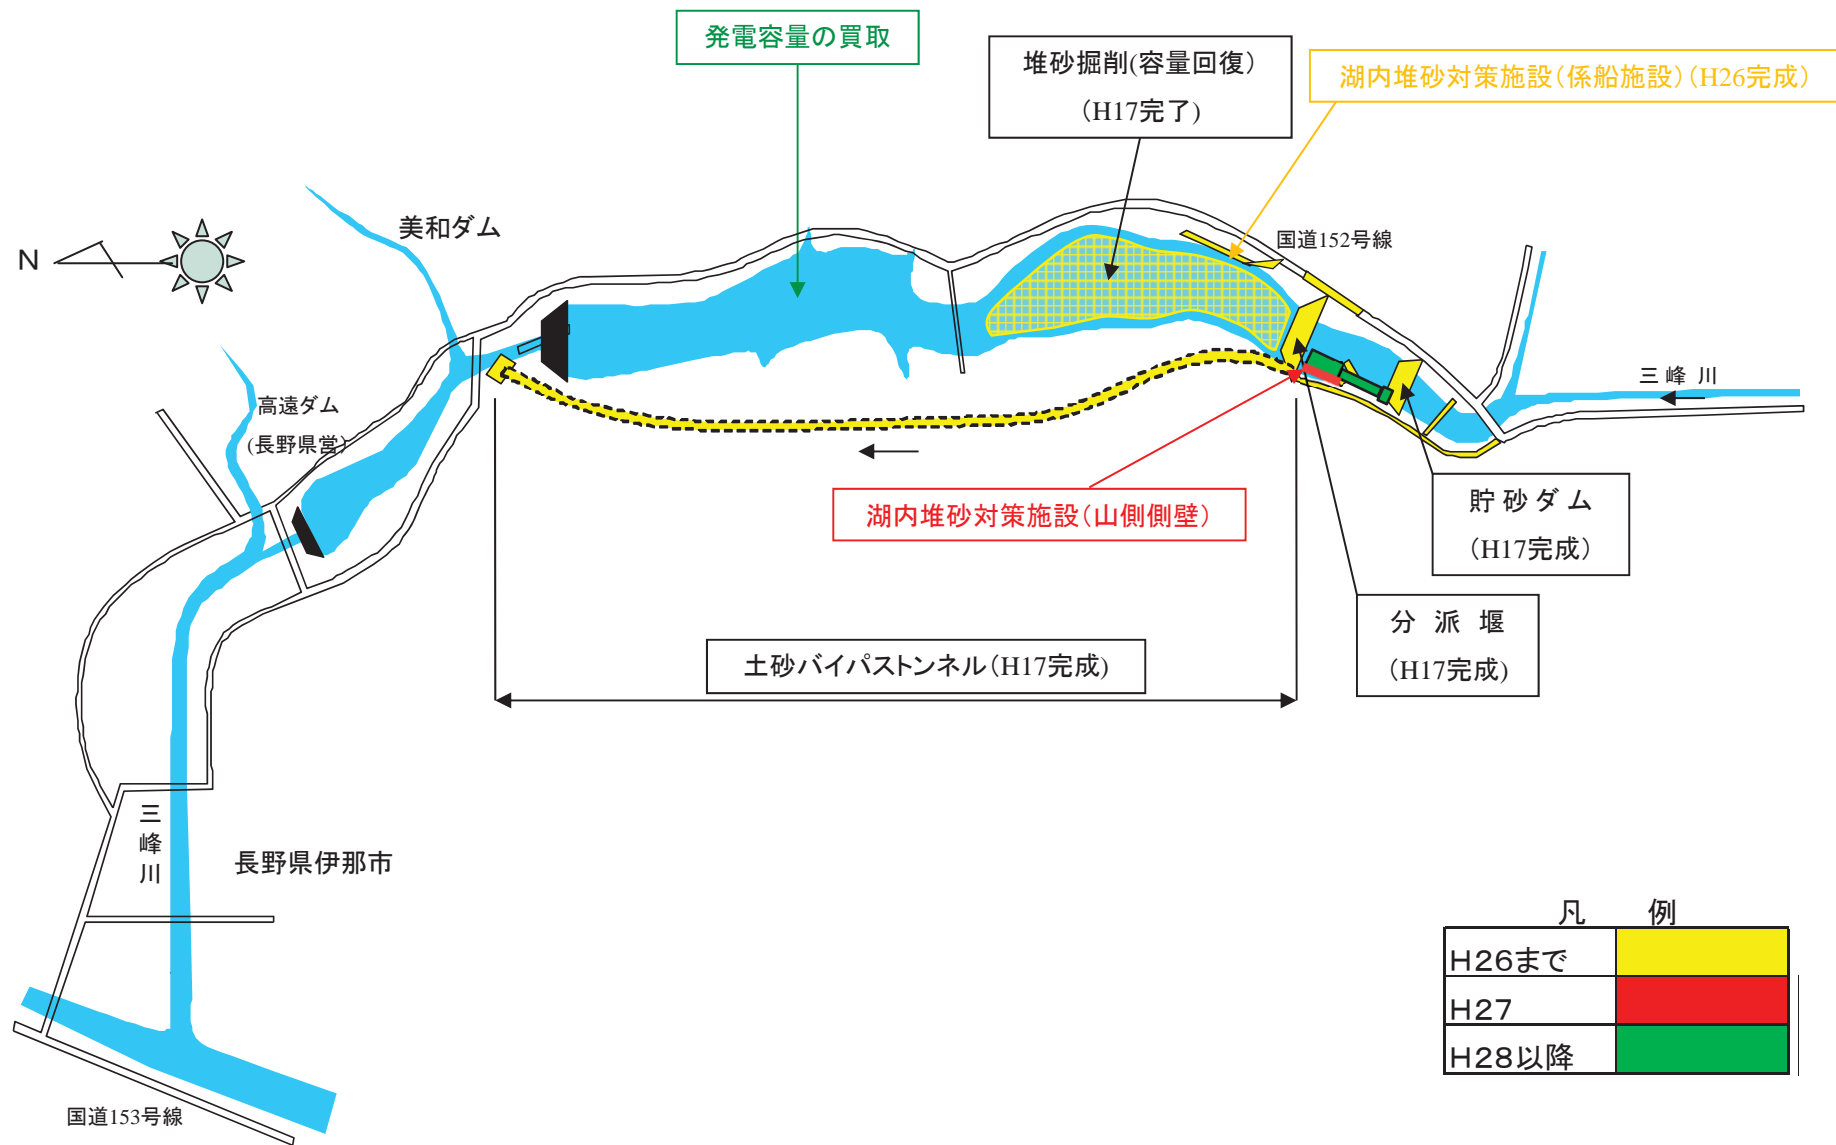 発電容量の買取
堆砂掘削(容量回復)
(H17完了)
湖内堆砂対策施設(係船施設)(H26完成)
N
美和ダム
国道152号線
高遠ダム
(長野県営)
三峰川
湖内堆砂対策施設(山側側壁)
貯砂ダム
(H17完成)
分派堰
(H17完成)
土砂バイパストンネル(H17完成)
三峰川
長野県伊那市
国道153号線
凡例
H26まで
H27
H28以降